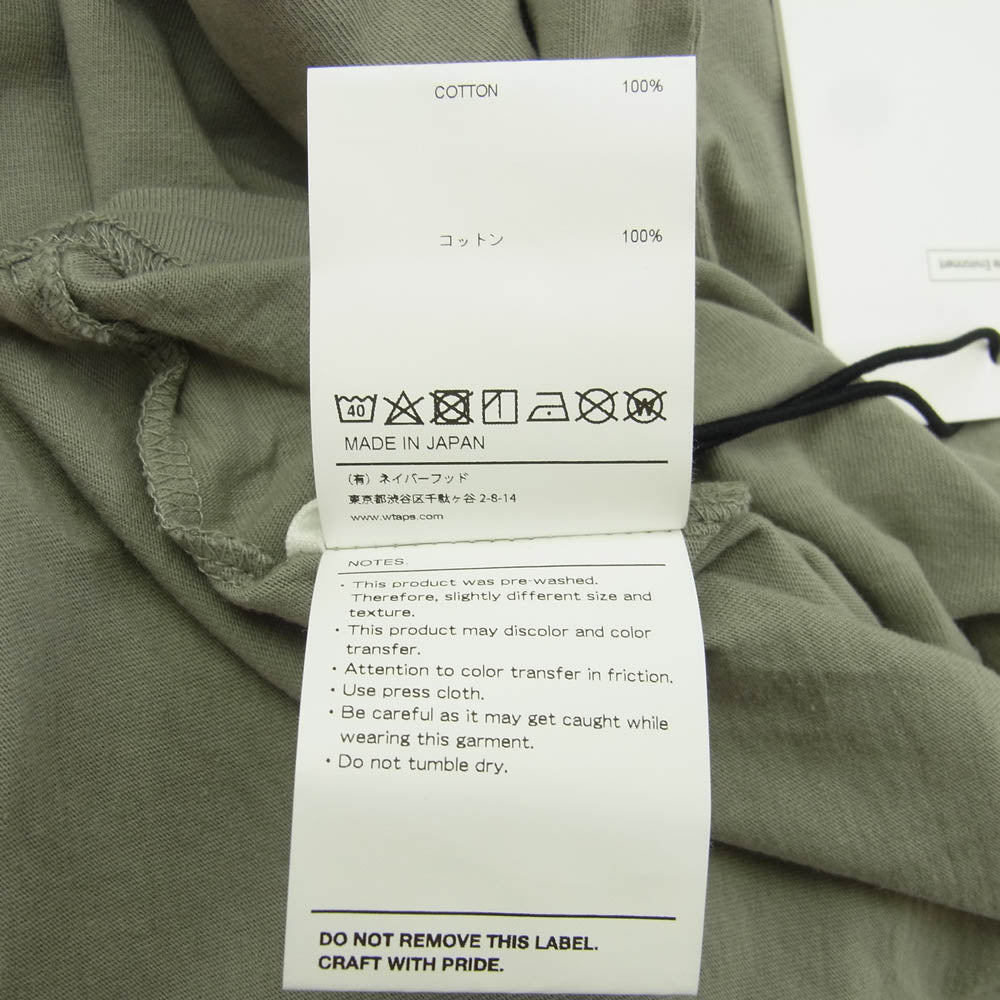 COTTON 100%
コットン 100%
40 W
MADE IN JAPAN
(有) ネイバーフッド
東京都渋谷区千駄ヶ谷 2-8-14
www.wtaps.com
NOTES.
・This product was pre-washed.
Therefore, slightly different size and
texture.
・This product may discolor and color
transfer.
・Attention to color transfer in friction.
・Use press cloth.
・Be careful as it may get caught while
wearing this garment.
・Do not tumble dry.
DO NOT REMOVE THIS LABEL.
CRAFT WITH PRIDE.
Environment